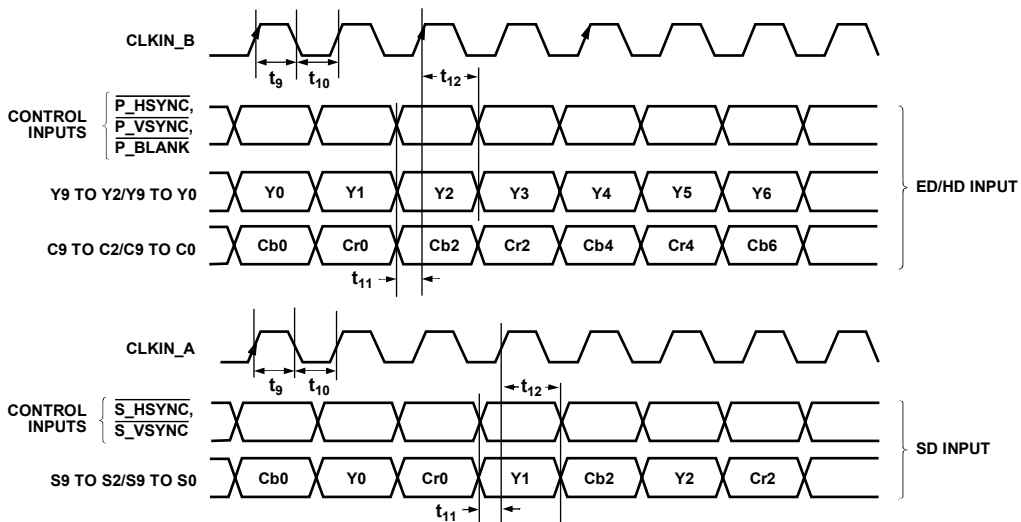 CLKIN_B
t9
t10
t12
CONTROL INPUTS
P_HSYNC,
P_VSYNC,
P_BLANK
Y9 TO Y2/Y9 TO Y0
Y0 Y1 Y2 Y3 Y4 Y5 Y6
ED/HD INPUT
C9 TO C2/C9 TO C0
Cb0 Cr0 Cb2 Cr2 Cb4 Cr4 Cb6
t11
CLKIN_A
t9
t10
t12
CONTROL INPUTS
S_HSYNC,
S_VSYNC
SD INPUT
S9 TO S2/S9 TO S0
Cb0 Y0 Cr0 Y1 Cb2 Y2 Cr2
t11